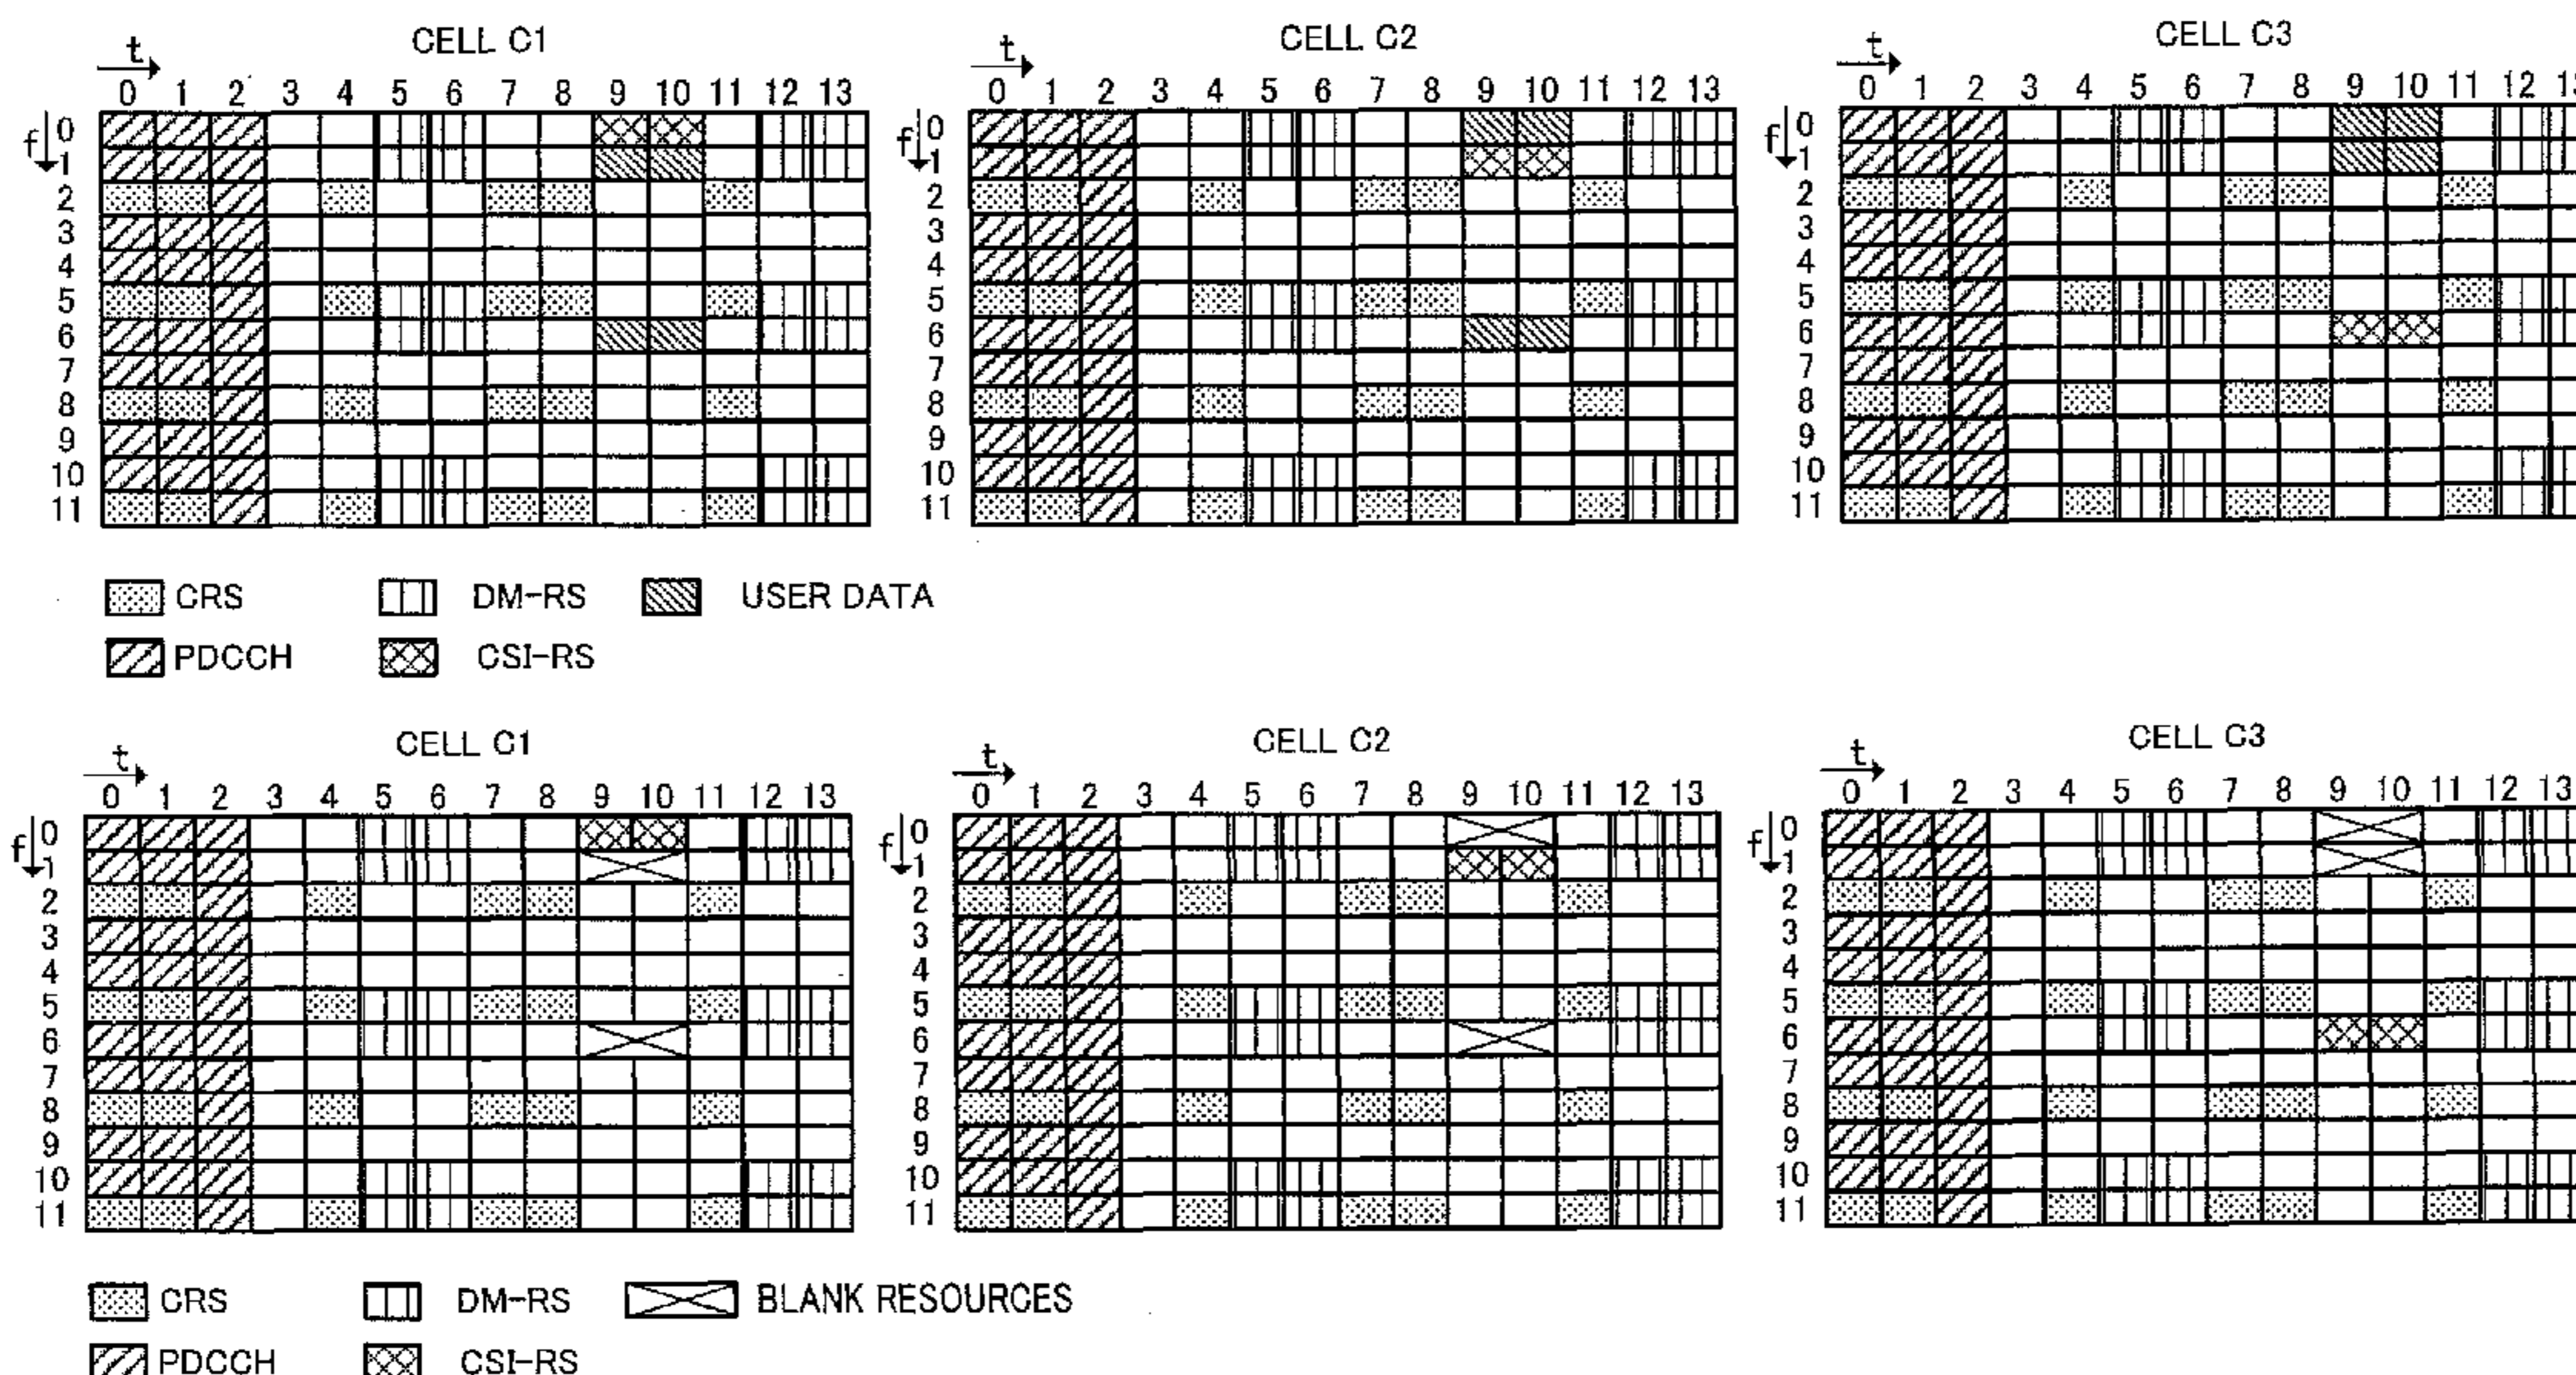 CELL C1 CELL C2 CELL C3
t t t
0 1 2 3 4 5 6 7 8 9 10 11 12 13 0 1 2 3 4 5 6 7 8 9 10 11 12 13 0 1 2 3 4 5 6 7 8 9 10 11 12
f 0 f 0 f 0
1 1 1
2 2 2
3 3 3
4 4 4
5 5 5
6 6 6
7 7 7
8 8 8
9 9 9
10 10 10
11 11 11
CRS DM-RS USER DATA
PDCCH CSI-RS
CELL C1 CELL C2 CELL C3
t t t
0 1 2 3 4 5 6 7 8 9 10 11 12 13 0 1 2 3 4 5 6 7 8 9 10 11 12 13 0 1 2 3 4 5 6 7 8 9 10 11 12 13
f 0 f 0 f 0
1 1 1
2 2 2
3 3 3
4 4 4
5 5 5
6 6 6
7 7 7
8 8 8
9 9 9
10 10 10
11 11 11
CRS DM-RS BLANK RESOURCES
PDCCH CSI-RS